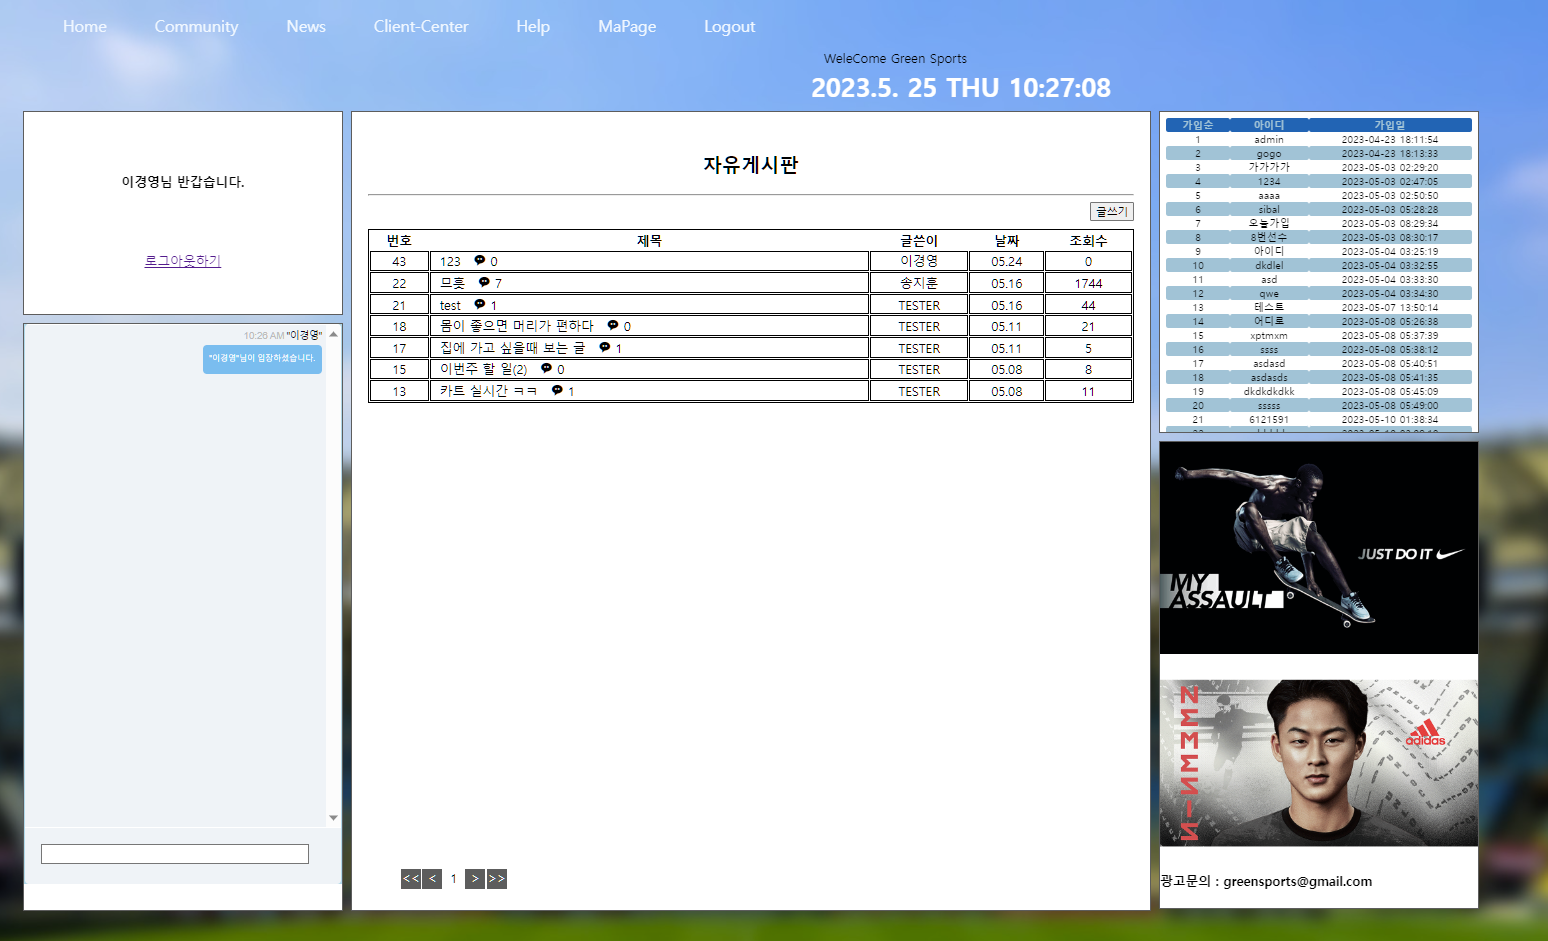 Home Community News Client-Center Help MaPage Logout
WeleCome Green Sports
2023.5. 25 THU 10:27:08
이경영님 반갑습니다.
로그아웃하기
10:26 AM "이경영"
"이경영"님이 입장하셨습니다.
자유게시판
글쓰기
번호 제목 글쓴이 날짜 조회수
43 123 0 이경영 05.24 0
22 므흣 7 송지훈 05.16 1744
21 test 1 TESTER 05.16 44
18 몸이 좋으면 머리가 편하다 0 TESTER 05.11 21
17 집에 가고 싶을때 보는 글 1 TESTER 05.11 5
15 이번주 할 일(2) 0 TESTER 05.08 8
13 카트 실시간 ㅋㅋ 1 TESTER 05.08 11
<< < 1 > >>
가입순 아이디 가입일
1 admin 2023-04-23 18:11:54
2 gogo 2023-04-23 18:13:33
3 가가가가 2023-05-03 02:29:20
4 1234 2023-05-03 02:47:05
5 aaaa 2023-05-03 02:50:50
6 sibal 2023-05-03 05:28:28
7 오늘가입 2023-05-03 08:29:34
8 8번선수 2023-05-03 08:30:17
9 아이디 2023-05-04 03:25:19
10 dkdlel 2023-05-04 03:32:55
11 asd 2023-05-04 03:33:30
12 qwe 2023-05-04 03:34:30
13 테스트 2023-05-07 13:50:14
14 어디로 2023-05-08 05:26:38
15 xptmxm 2023-05-08 05:37:39
16 ssss 2023-05-08 05:38:12
17 asdasd 2023-05-08 05:40:51
18 asdasds 2023-05-08 05:41:35
19 dkdkdkdkk 2023-05-08 05:45:09
20 sssss 2023-05-08 05:49:00
21 6121591 2023-05-10 01:38:34
JUST DO IT
MY
ASSAULT
adidas
광고문의 : greensports@gmail.com